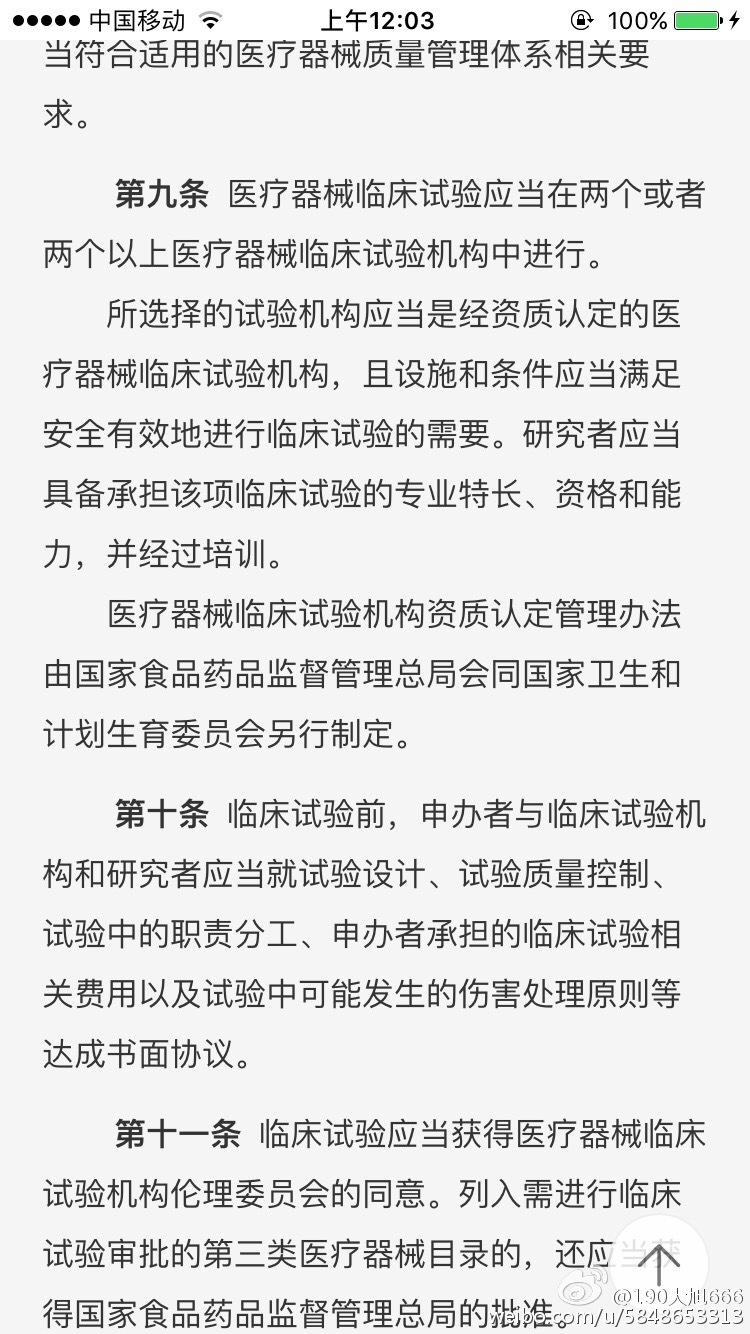 中国移动 上午12:03 100%
当符合适用的医疗器械质量管理体系相关要
求。
第九条 医疗器械临床试验应当在两个或者
两个以上医疗器械临床试验机构中进行。
所选择的试验机构应当是经资质认定的医
疗器械临床试验机构，且设施和条件应当满足
安全有效地进行临床试验的需要。研究者应当
具备承担该项临床试验的专业特长、资格和能
力，并经过培训。
医疗器械临床试验机构资质认定管理办法
由国家食品药品监督管理总局会同国家卫生和
计划生育委员会另行制定。
第十条 临床试验前，申办者与临床试验机
构和研究者应当就试验设计、试验质量控制、
试验中的职责分工、申办者承担的临床试验相
关费用以及试验中可能发生的伤害处理原则等
达成书面协议。
第十一条 临床试验应当获得医疗器械临床
试验机构伦理委员会的同意。列入需进行临床
试验审批的第三类医疗器械目录的，还应当获
得国家食品药品监督管理总局的批准。
@190大旭666
weibo.com/u/5848653313